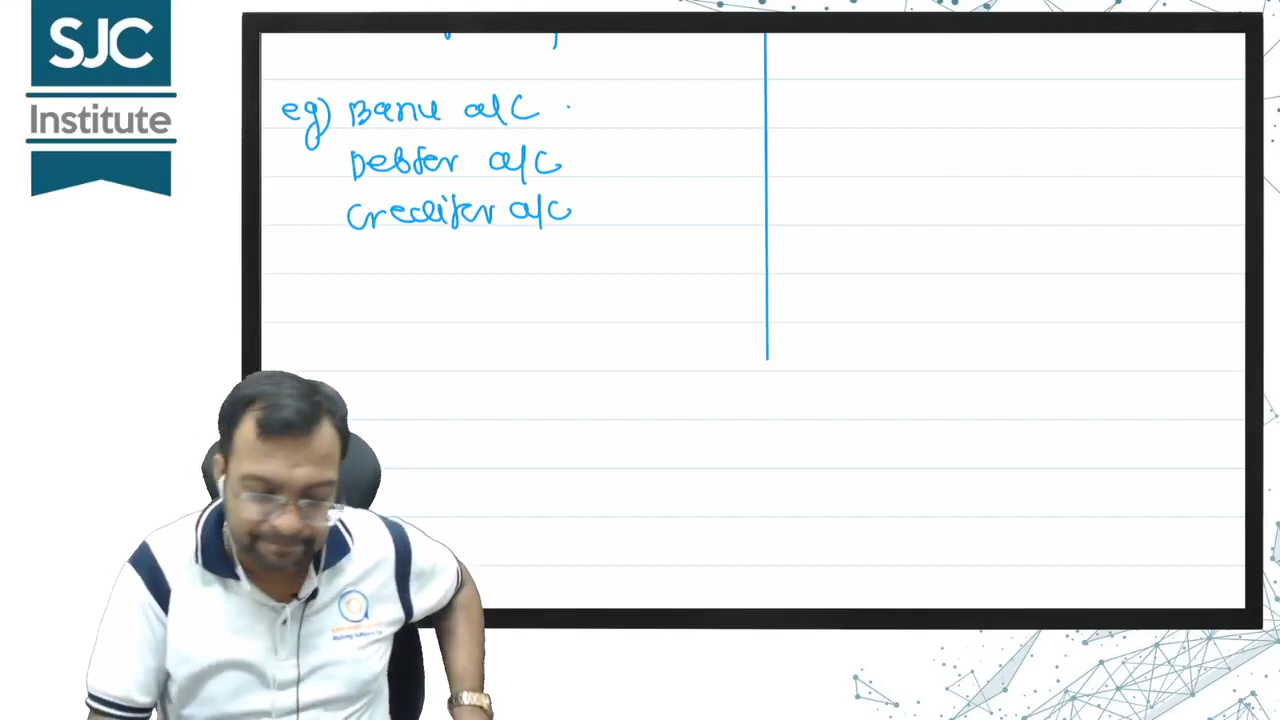 SJC
Institute
eg) Bank a/c
Debtor a/c
Creditor a/c